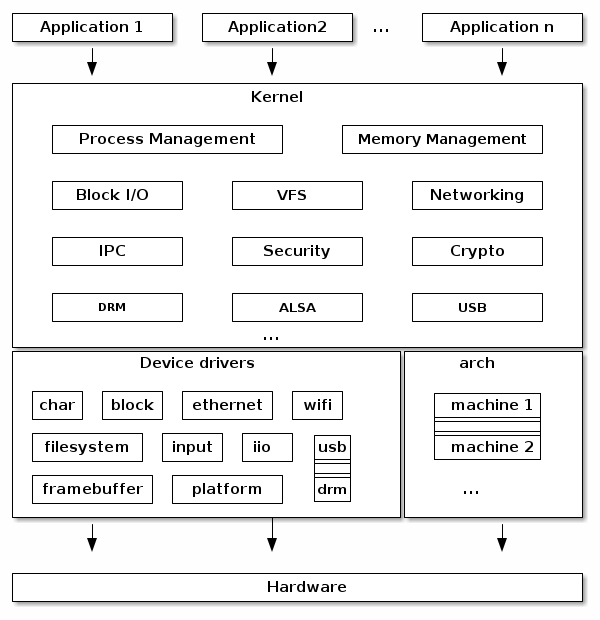 Application 1 Application2 ... Application n
Kernel
Process Management Memory Management
Block I/O VFS Networking
IPC Security Crypto
DRM ALSA USB
...
Device drivers
char block ethernet wifi
filesystem input iio usb
framebuffer platform drm
arch
machine 1
machine 2
...
Hardware